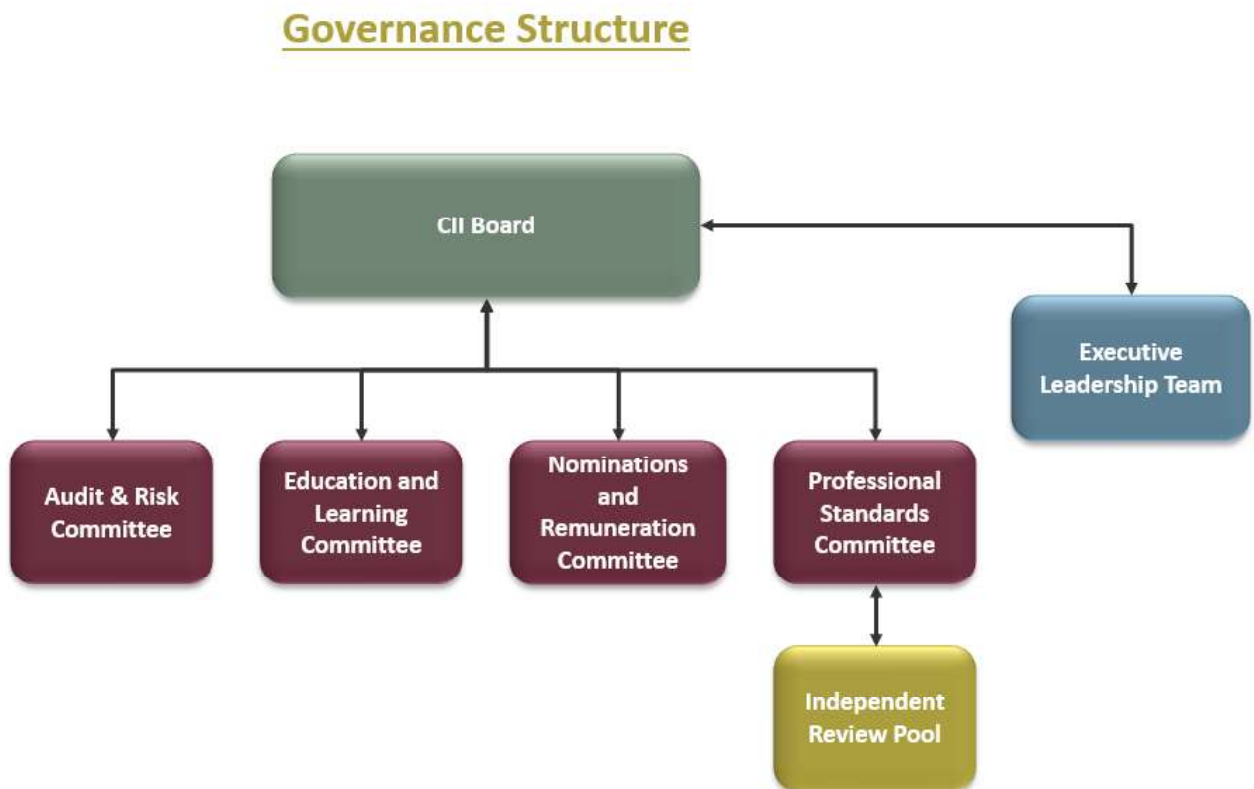 Governance Structure
CII Board
Executive
Leadership Team
Audit & Risk
Committee
Education and
Learning
Committee
Nominations
and
Remuneration
Committee
Professional
Standards
Committee
Independent
Review Pool